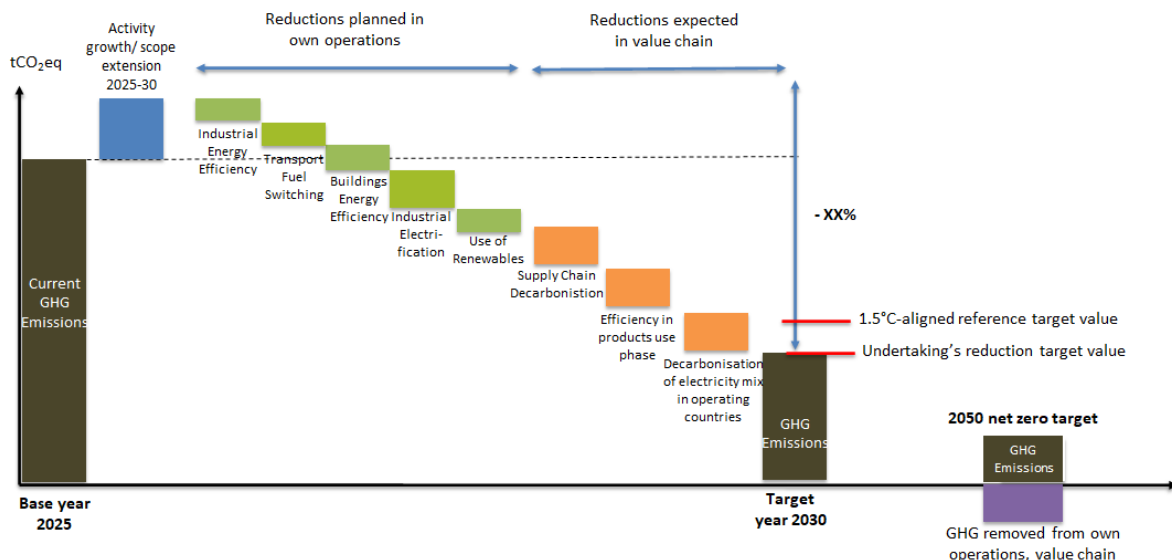 Activity
growth/ scope
extension
2025-30
Reductions planned in
own operations
Reductions expected
in value chain
tCO₂eq
Industrial
Energy
Efficiency
Transport
Fuel
Switching
Buildings
Energy
Efficiency
Industrial
Electri-
fication
Use of
Renewables
Supply Chain
Decarbonistion
Efficiency in
products use
phase
Decarbonisation
of electricity mix
in operating
countries
- XX%
1.5°C-aligned reference target value
Undertaking's reduction target value
Current
GHG
Emissions
GHG
Emissions
2050 net zero target
GHG
Emissions
Base year
2025
Target
year 2030
GHG removed from own
operations, value chain